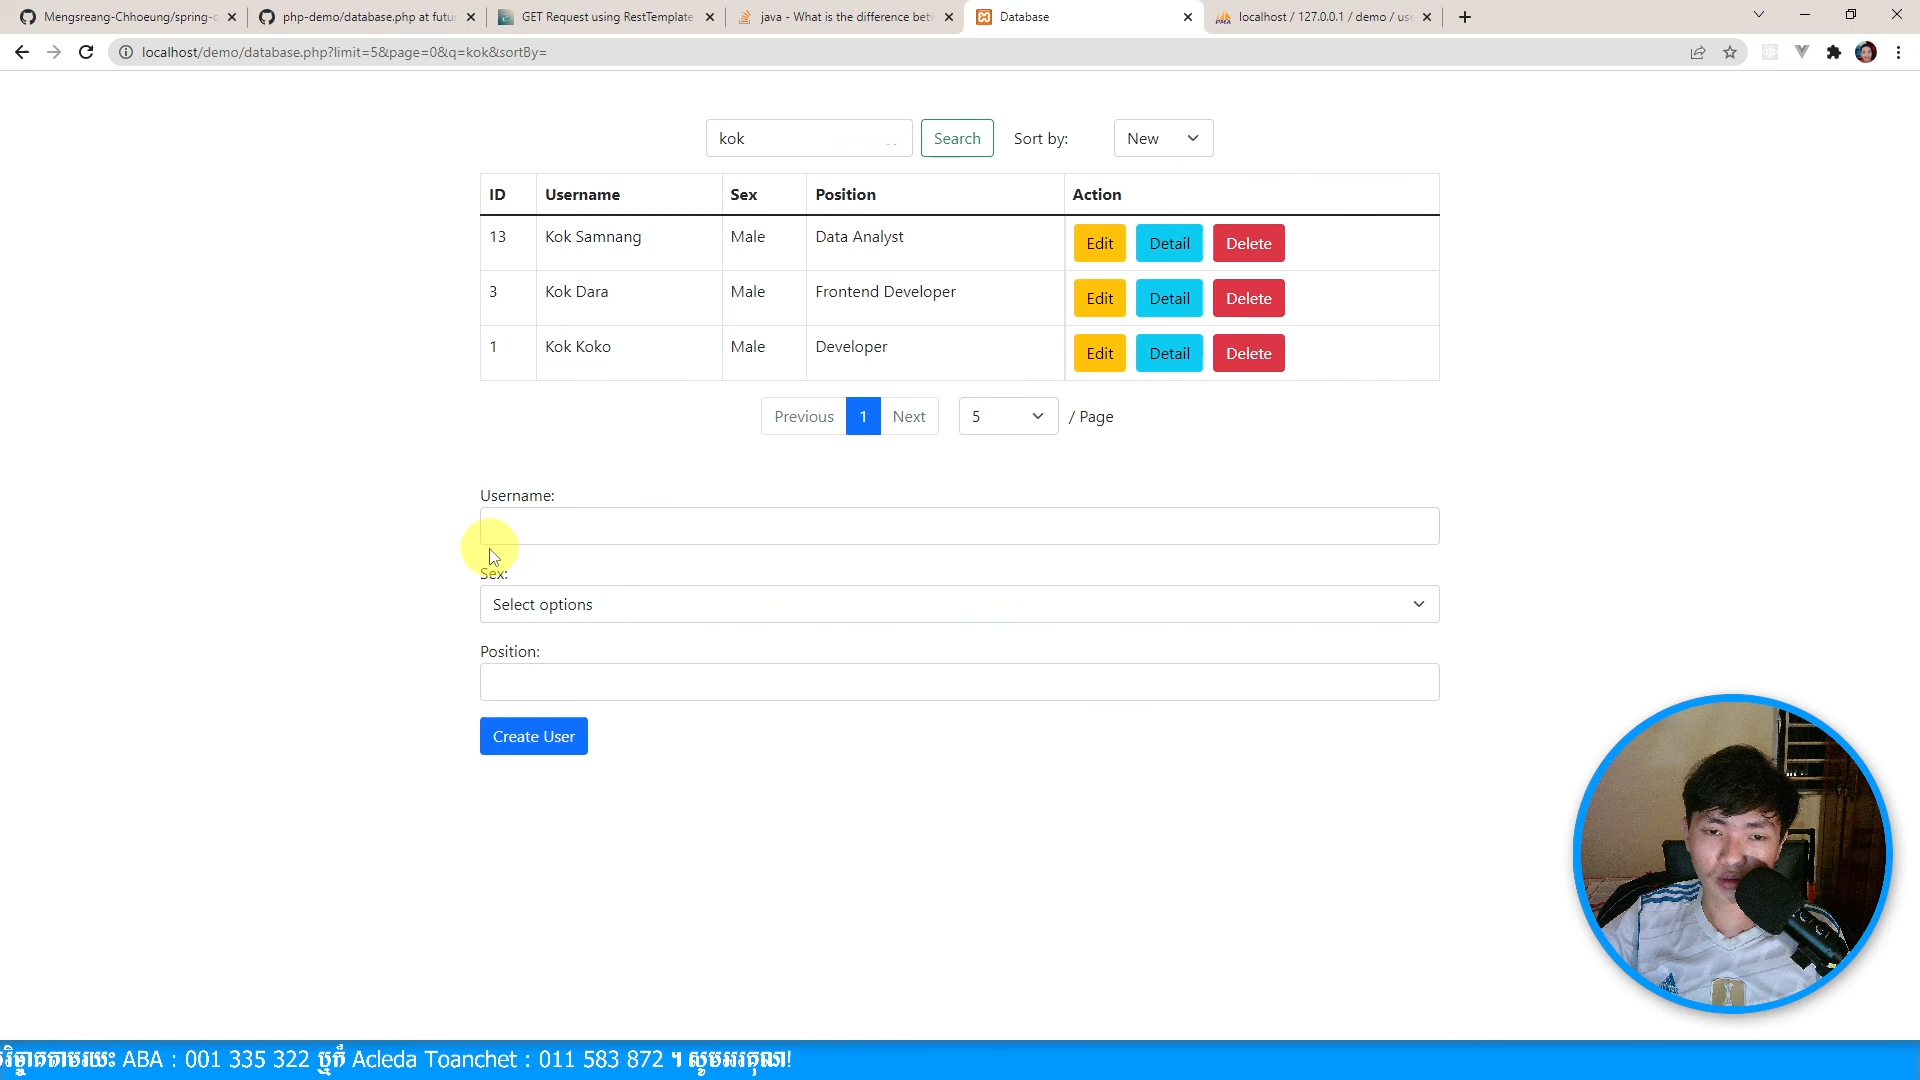 Mengsreang-Chhoeung/spring-c
php-demo/database.php at futur
GET Request using RestTemplate
java - What is the difference betw
Database
localhost / 127.0.0.1 / demo / use
localhost/demo/database.php?limit=5&page=0&q=kok&sortBy=
kok
Search
Sort by:
New
ID Username Sex Position Action
13 Kok Samnang Male Data Analyst Edit Detail Delete
3 Kok Dara Male Frontend Developer Edit Detail Delete
1 Kok Koko Male Developer Edit Detail Delete
Previous 1 Next 5 / Page
Username:
Sex:
Select options
Position:
Create User
ABA : 001 335 322 ឬក៏ Acleda Toanchet : 011 583 872 ។ សូមអរគុណ!